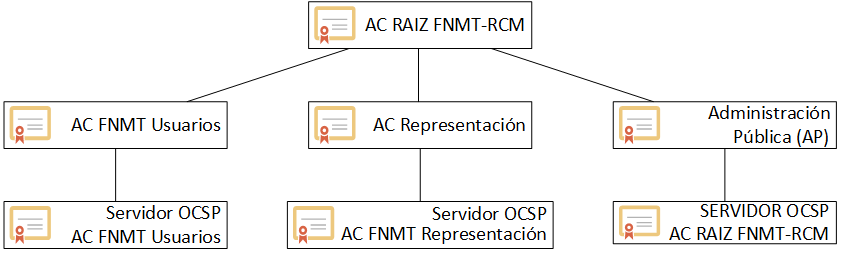 AC RAIZ FNMT-RCM
AC FNMT Usuarios
AC Representación
Administración
Pública (AP)
Servidor OCSP
AC FNMT Usuarios
Servidor OCSP
AC FNMT Representación
SERVIDOR OCSP
AC RAIZ FNMT-RCM